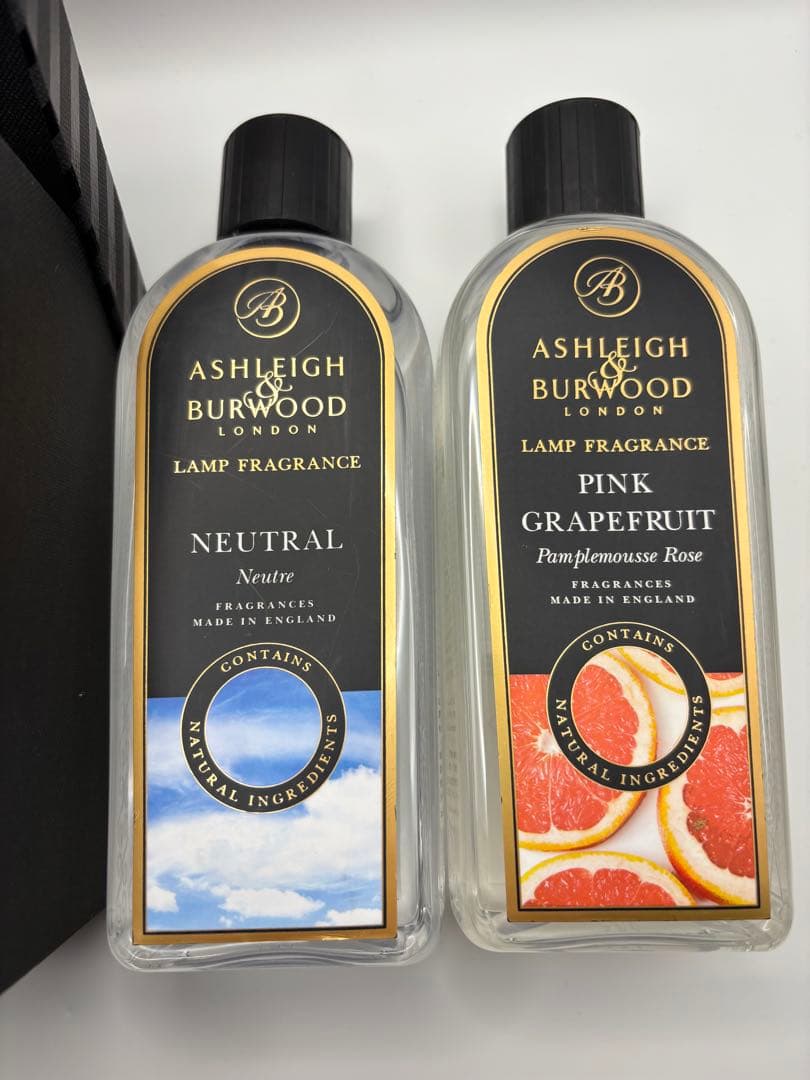 AB
ASHLEIGH
&
BURWOOD
LONDON
LAMP FRAGRANCE
NEUTRAL
Neutre
FRAGRANCES
MADE IN ENGLAND
CONTAINS
NATURAL INGREDIENTS
AB
ASHLEIGH
&
BURWOOD
LONDON
LAMP FRAGRANCE
PINK
GRAPEFRUIT
Pamplemousse Rose
FRAGRANCES
MADE IN ENGLAND
CONTAINS
NATURAL INGREDIENTS